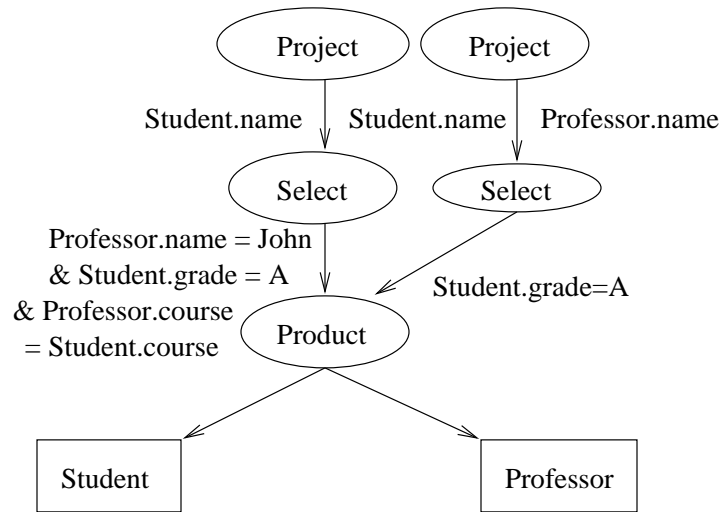 Project
Project
Student.name
Student.name
Professor.name
Select
Select
Professor.name = John
& Student.grade = A
& Professor.course
= Student.course
Student.grade=A
Product
Student
Professor